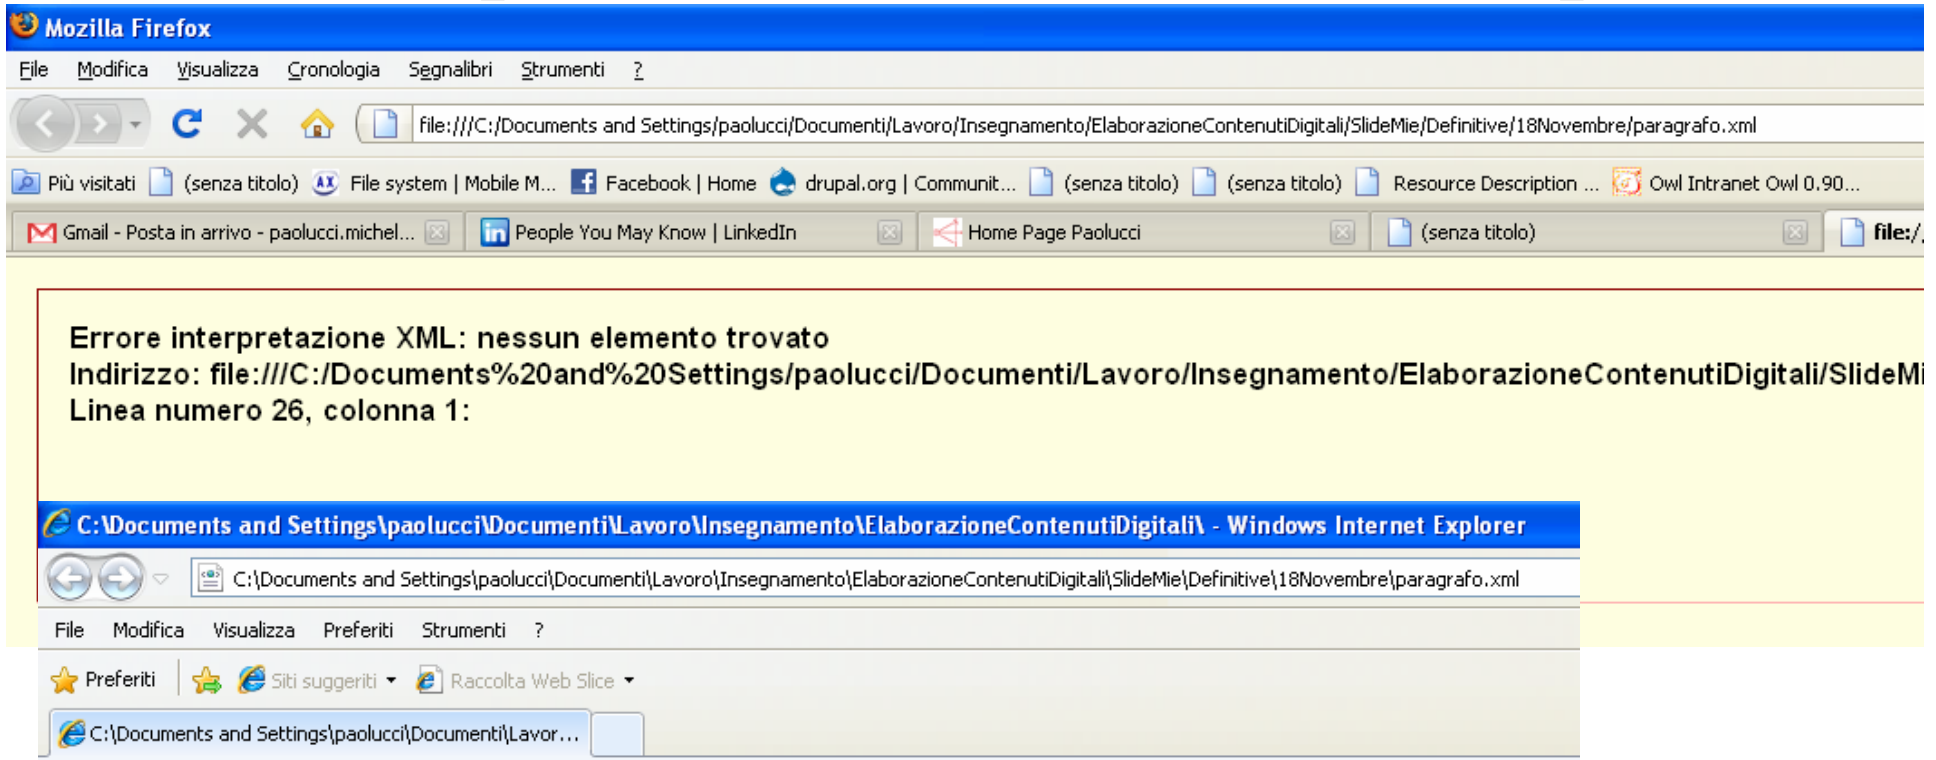 Mozilla Firefox
File Modifica Visualizza Cronologia Segnalibri Strumenti ?
file:///C:/Documents and Settings/paolucci/Documenti/Lavoro/Insegnamento/ElaborazioneContenutiDigitali/SlideMie/Definitive/18Novembre/paragrafo.xml
Più visitati (senza titolo) AX File system | Mobile M... Facebook | Home drupal.org | Communit... (senza titolo) (senza titolo) Resource Description ... Owl Intranet Owl 0.90...
Gmail - Posta in arrivo - paolucci.michel... in People You May Know | LinkedIn Home Page Paolucci (senza titolo) file:/
Errore interpretazione XML: nessun elemento trovato
Indirizzo: file:///C:/Documents%20and%20Settings/paolucci/Documenti/Lavoro/Insegnamento/ElaborazioneContenutiDigitali/SlideMi
Linea numero 26, colonna 1:
C:\Documents and Settings\paolucci\Documenti\Lavoro\Insegnamento\ElaborazioneContenutiDigitali\ - Windows Internet Explorer
C:\Documents and Settings\paolucci\Documenti\Lavoro\Insegnamento\ElaborazioneContenutiDigitali\SlideMie\Definitive\18Novembre\paragrafo.xml
File Modifica Visualizza Preferiti Strumenti ?
Preferiti Siti suggeriti Raccolta Web Slice
C:\Documents and Settings\paolucci\Documenti\Lavor...